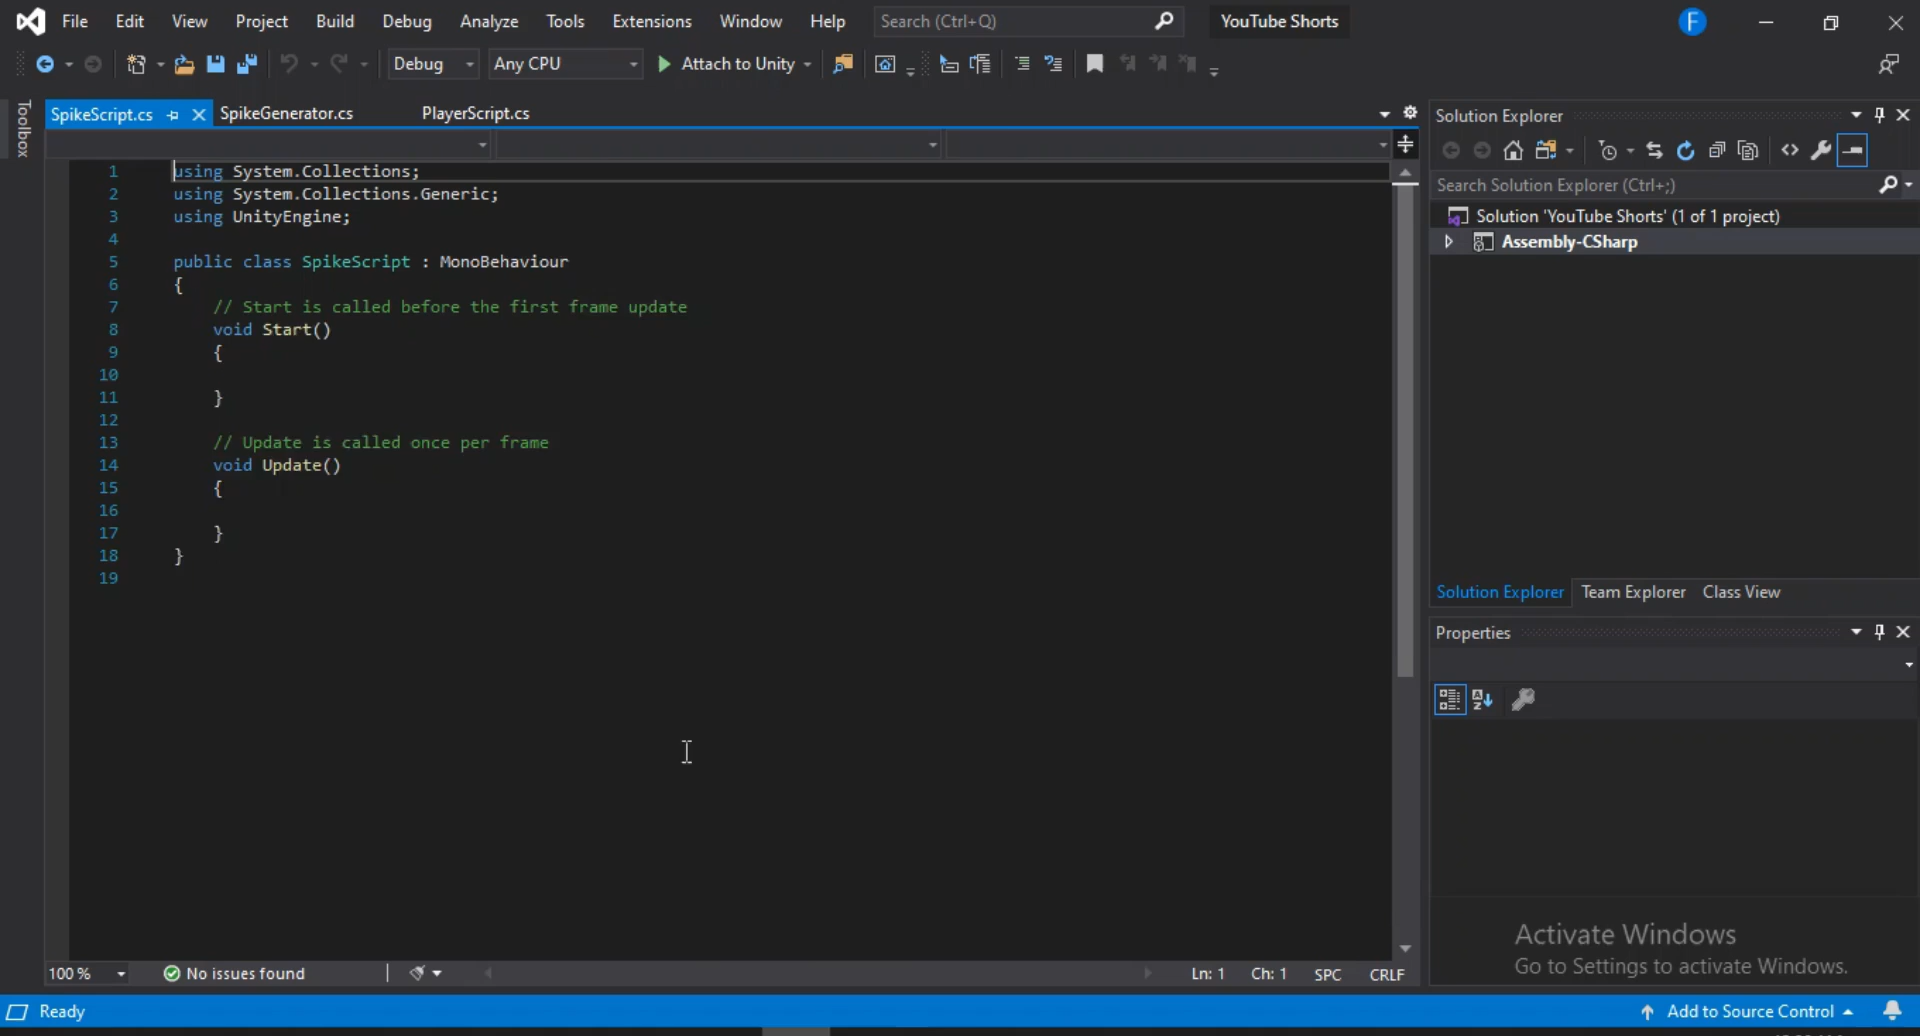 File Edit View Project Build Debug Analyze Tools Extensions Window Help Search (Ctrl+Q) YouTube Shorts F
Debug Any CPU Attach to Unity
Toolbox
SpikeScript.cs SpikeGenerator.cs PlayerScript.cs
1 using System.Collections;
2 using System.Collections.Generic;
3 using UnityEngine;
4
5 public class SpikeScript : MonoBehaviour
6 {
7 // Start is called before the first frame update
8 void Start()
9 {
10
11 }
12
13 // Update is called once per frame
14 void Update()
15 {
16
17 }
18 }
19
100 % No issues found Ln: 1 Ch: 1 SPC CRLF
Solution Explorer
Search Solution Explorer (Ctrl+;)
Solution 'YouTube Shorts' (1 of 1 project)
Assembly-CSharp
Solution Explorer Team Explorer Class View
Properties
Activate Windows
Go to Settings to activate Windows.
Ready Add to Source Control